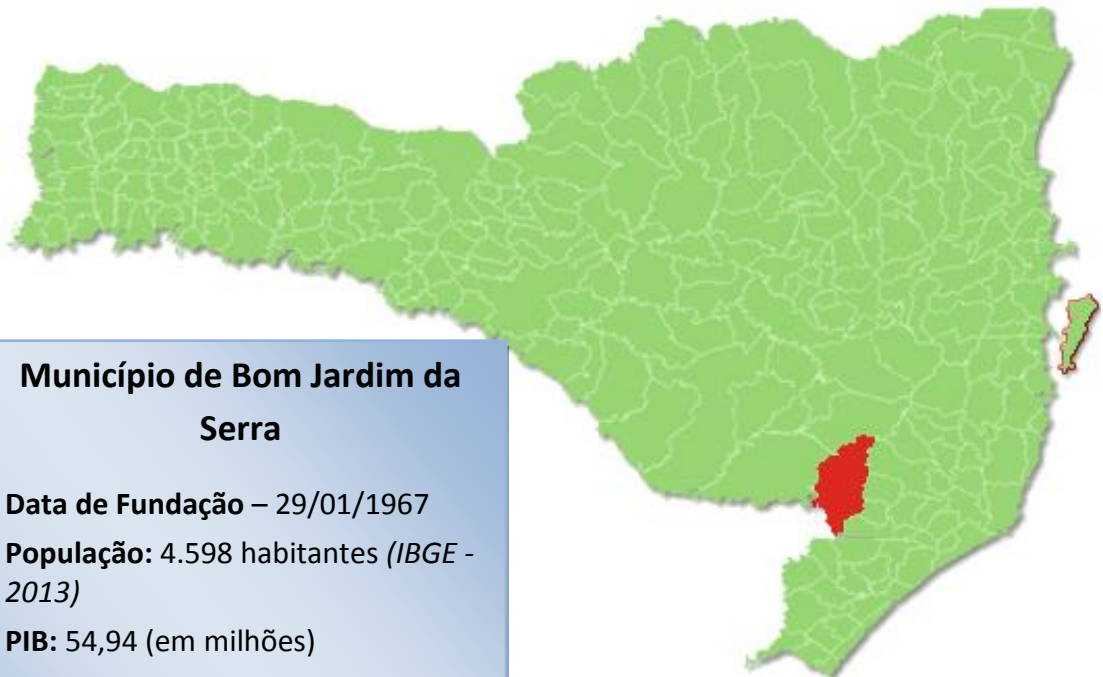 Município de Bom Jardim da
Serra
Data de Fundação – 29/01/1967
População: 4.598 habitantes (IBGE -
2013)
PIB: 54,94 (em milhões)